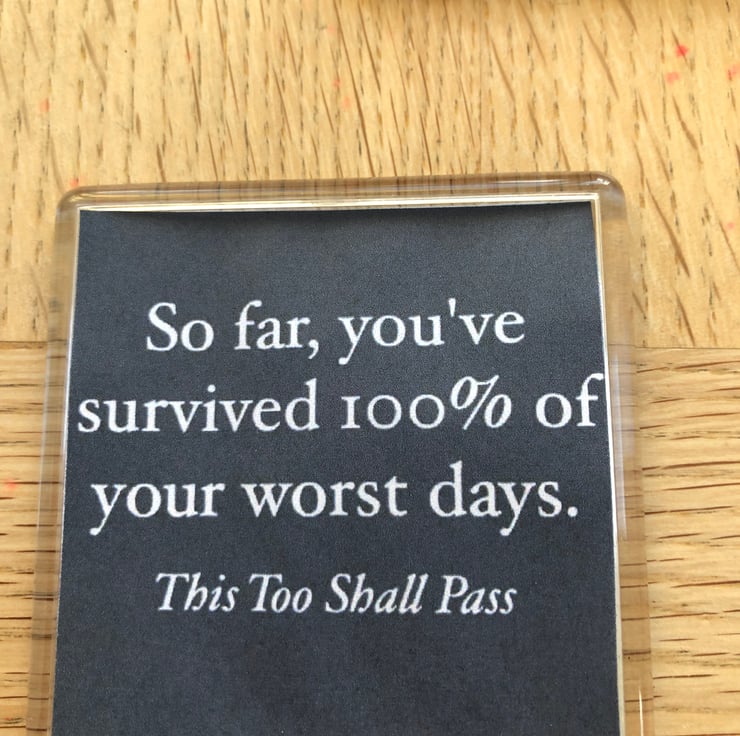 So far, you've
survived 100% of
your worst days.
This Too Shall Pass